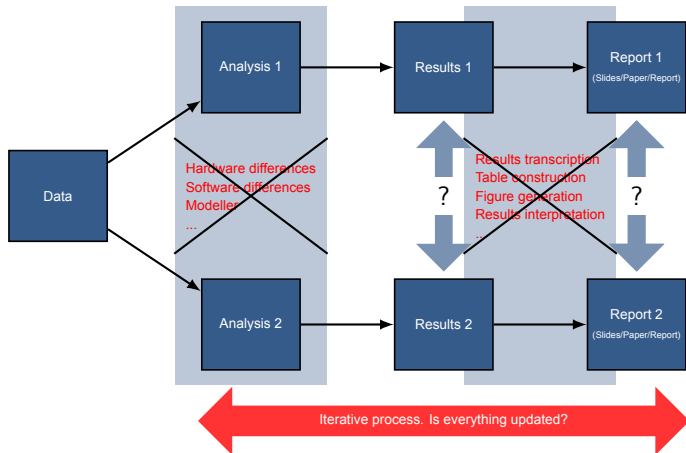 Analysis 1
Results 1
Report 1
(Slides/Paper/Report)
Data
Hardware differences
Software differences
Modeller
...
?
Results transcription
Table construction
Figure generation
Results interpretation
...
?
Analysis 2
Results 2
Report 2
(Slides/Paper/Report)
Iterative process. Is everything updated?